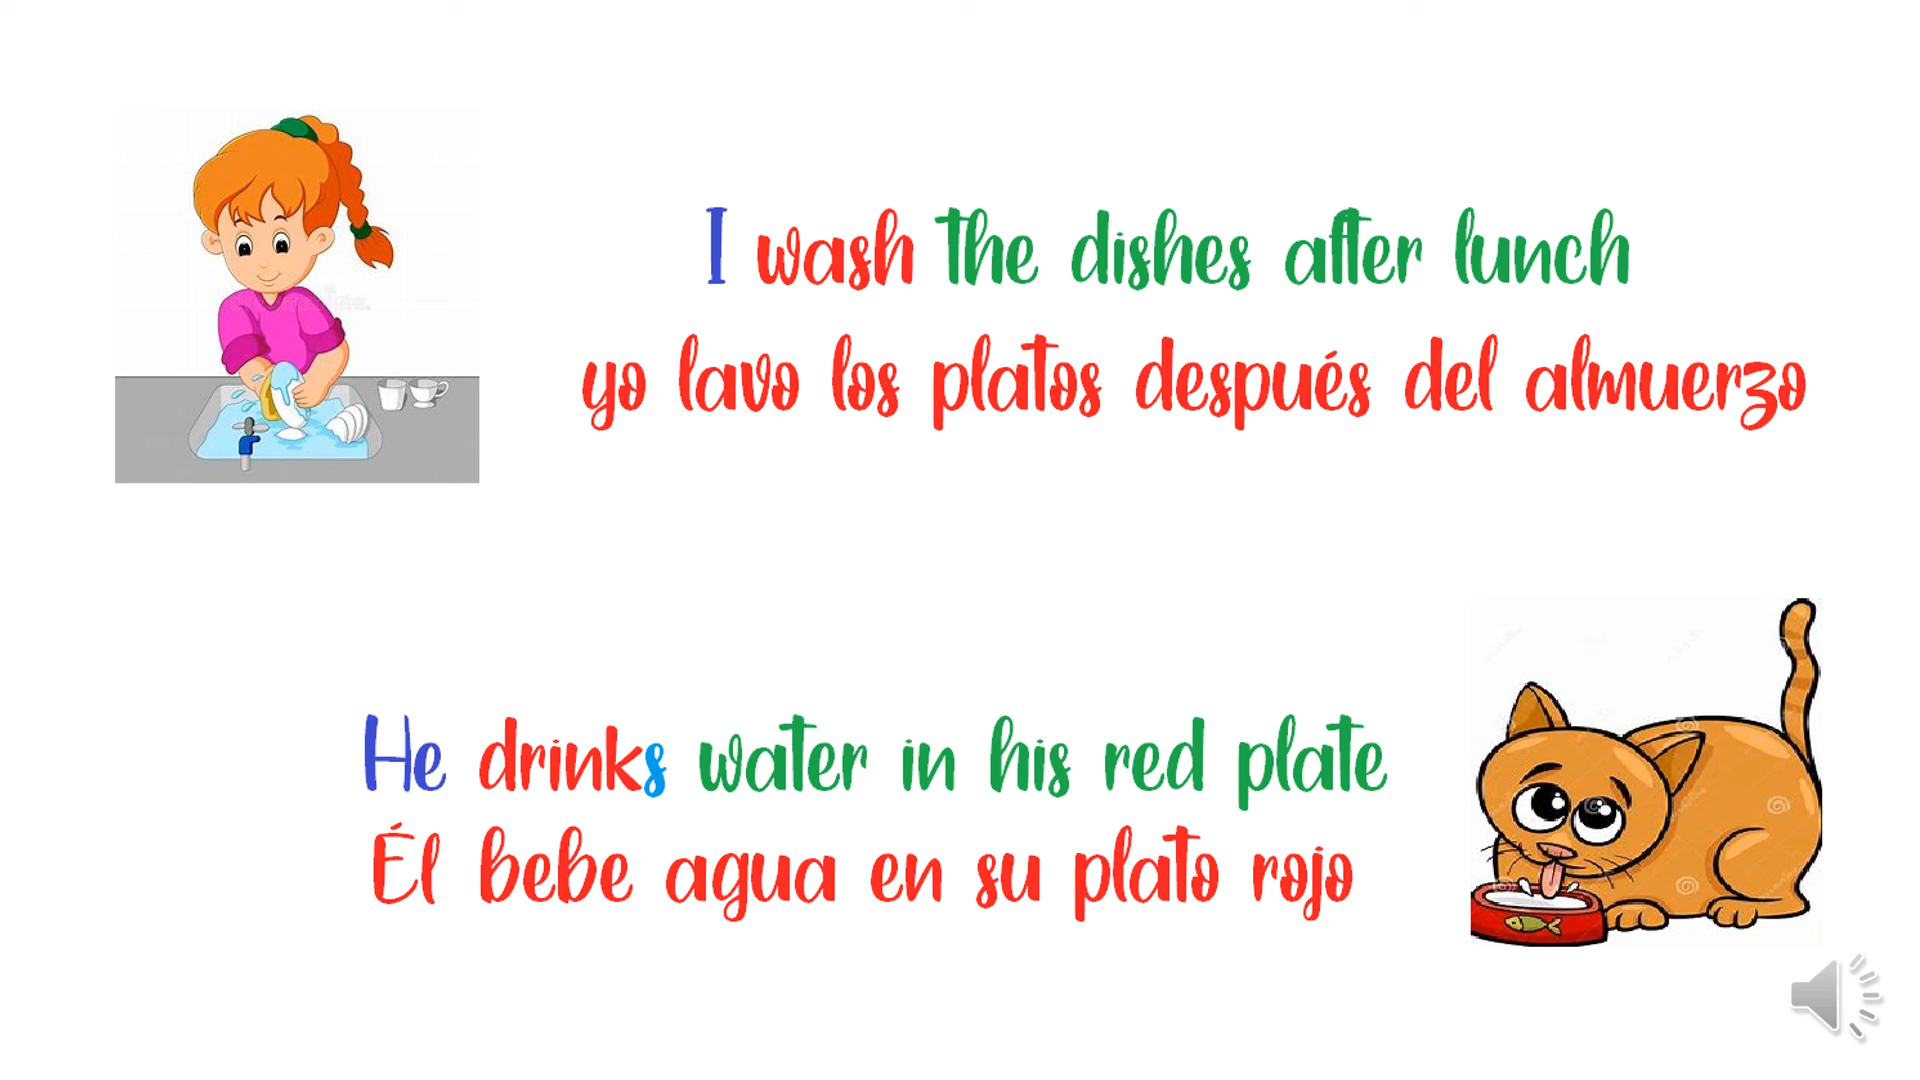 I wash the dishes after lunch
yo lavo los platos después del almuerzo
He drinks water in his red plate
Él bebe agua en su plato rojo